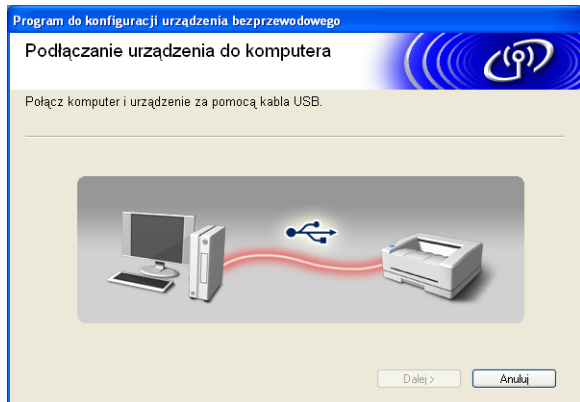 Program do konfiguracji urządzenia bezprzewodowego
Podłączanie urządzenia do komputera
Połącz komputer i urządzenie za pomocą kabla USB.
Dalej >
Anuluj